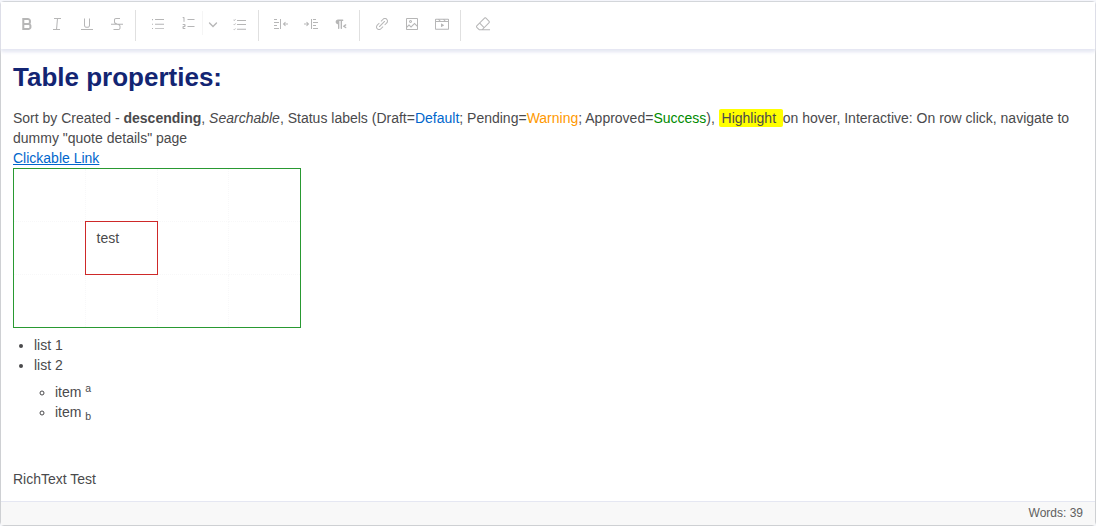 Table properties:
Sort by Created - descending, Searchable, Status labels (Draft=Default; Pending=Warning; Approved=Success), Highlight on hover, Interactive: On row click, navigate to
dummy "quote details" page
Clickable Link
test
list 1
list 2
item a
item b
RichText Test
Words: 39